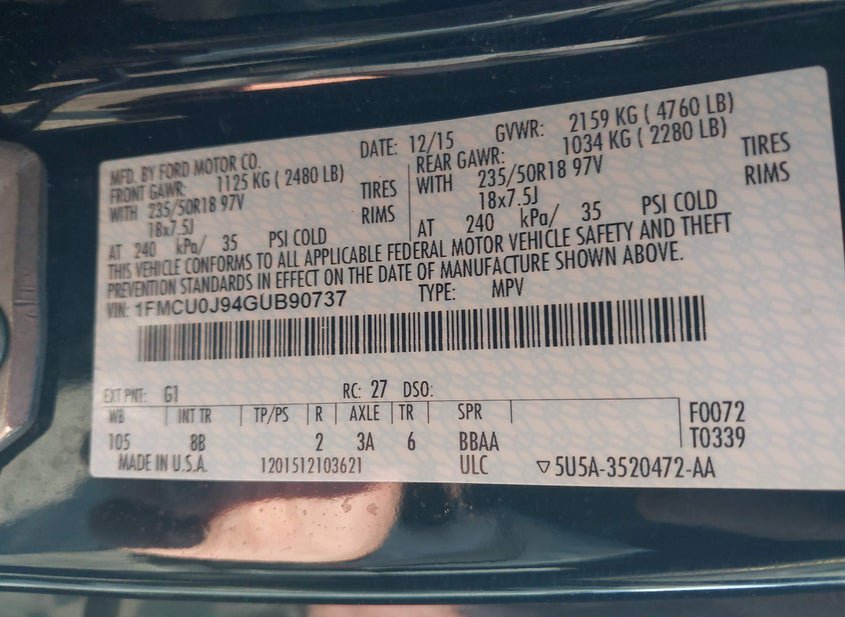 MFD. BY FORD MOTOR CO. DATE: 12/15 GVWR: 2159 KG ( 4760 LB)
FRONT GAWR: 1125 KG ( 2480 LB) REAR GAWR: 1034 KG ( 2280 LB)
WITH 235/50R18 97V TIRES WITH 235/50R18 97V TIRES
18x7.5J RIMS 18x7.5J RIMS
AT 240 kPa/ 35 PSI COLD AT 240 kPa/ 35 PSI COLD
THIS VEHICLE CONFORMS TO ALL APPLICABLE FEDERAL MOTOR VEHICLE SAFETY AND THEFT
PREVENTION STANDARDS IN EFFECT ON THE DATE OF MANUFACTURE SHOWN ABOVE.
VIN: 1FMCU0J94GUB90737 TYPE: MPV
EXT PNT: G1 RC: 27 DSO:
WB INT TR TP/PS R AXLE TR SPR F0072
105 8B 2 3A 6 BBAA T0339
MADE IN U.S.A. 1201512103621 ULC ▽5U5A-3520472-AA